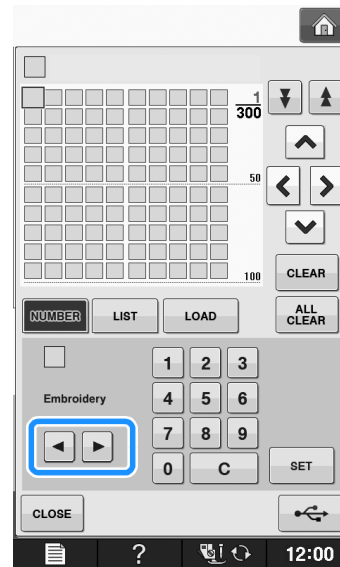 1
300
50
100
CLEAR
NUMBER LIST LOAD ALL CLEAR
1 2 3
Embroidery 4 5 6
7 8 9
0 C SET
CLOSE
? 12:00